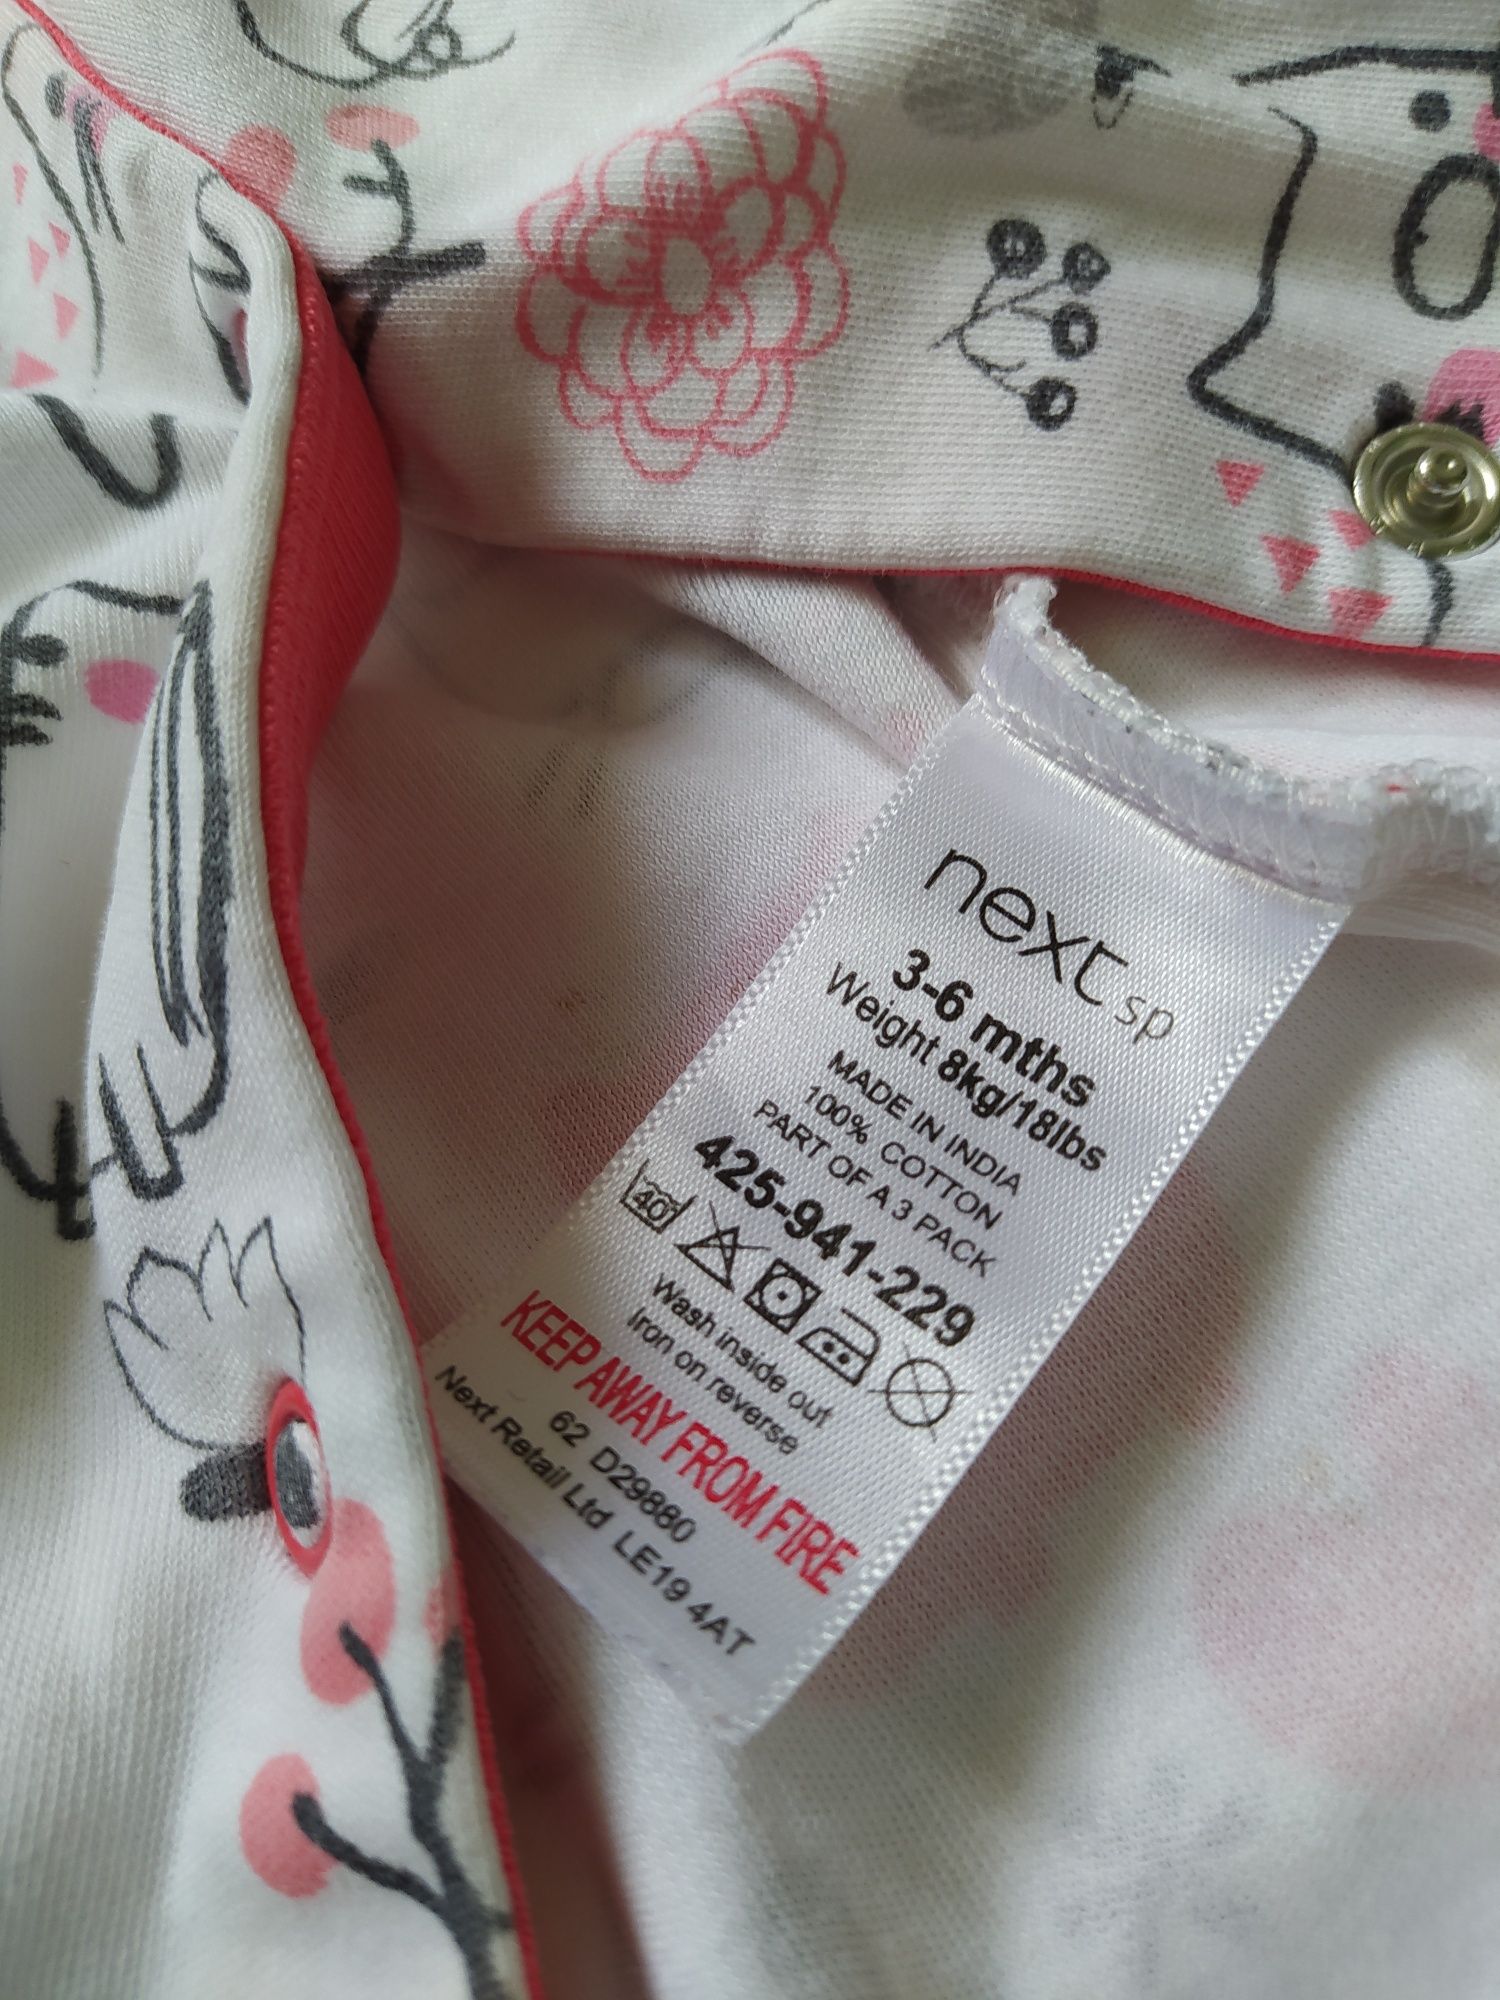 next sp
3-6 mths
Weight 8kg/18lbs
MADE IN INDIA
100% COTTON
PART OF A 3 PACK
425-941-229
40
Wash inside out
Iron on reverse
KEEP AWAY FROM FIRE
62 D29880
Next Retail Ltd LE19 4AT